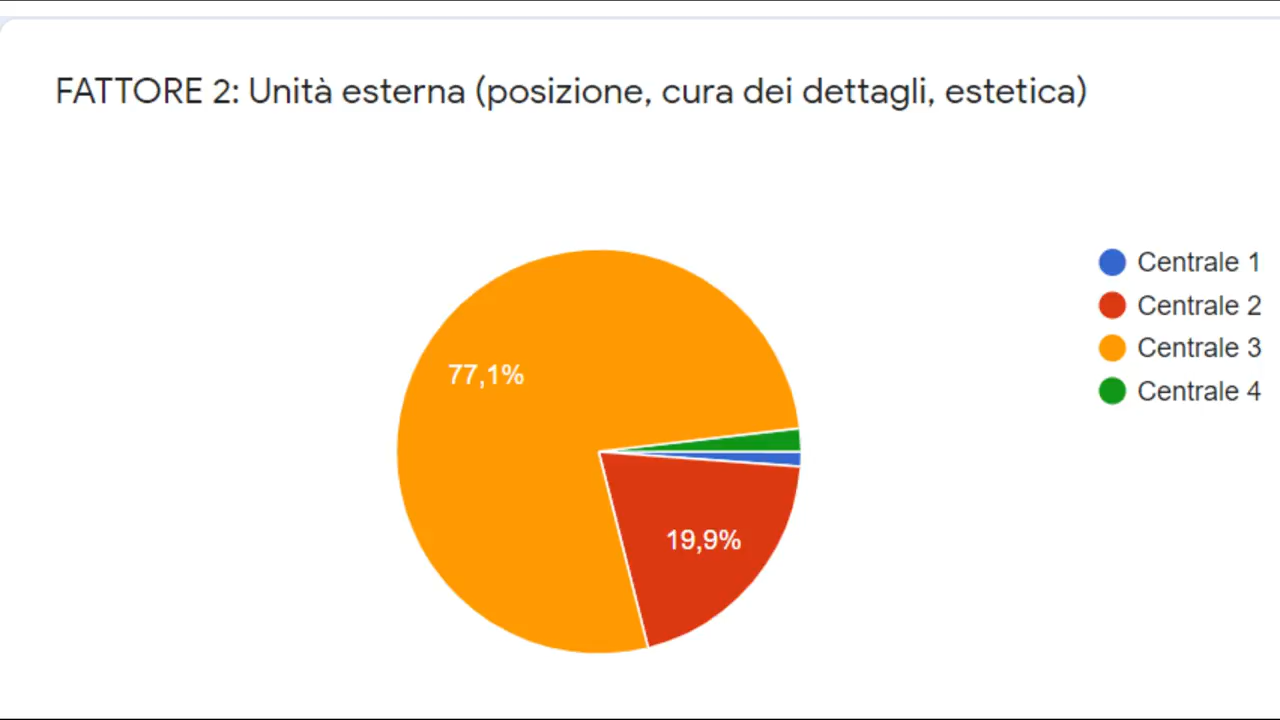 FATTORE 2: Unità esterna (posizione, cura dei dettagli, estetica)
Centrale 1
Centrale 2
Centrale 3
Centrale 4
77,1%
19,9%